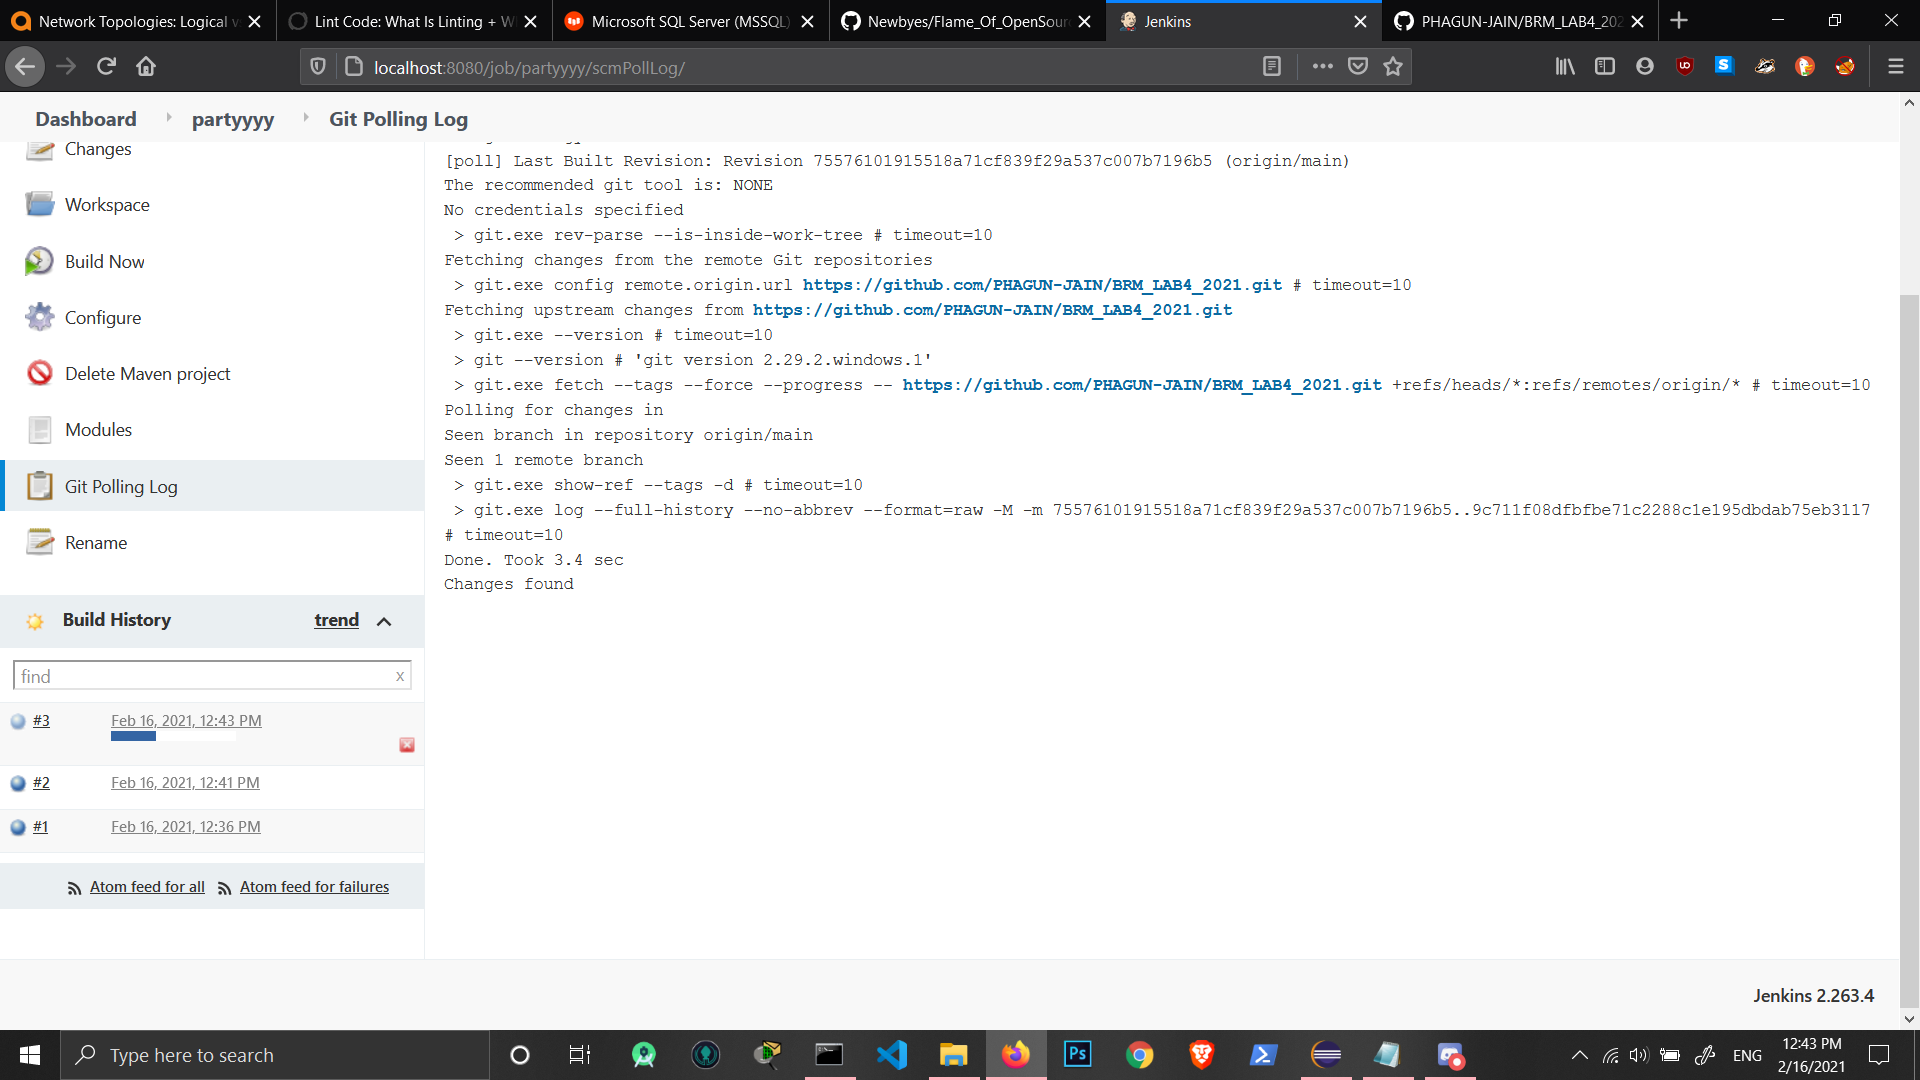 Network Topologies: Logical v
Lint Code: What Is Linting + W
Microsoft SQL Server (MSSQL)
Newbyes/Flame_Of_OpenSour
Jenkins
PHAGUN-JAIN/BRM_LAB4_202
localhost:8080/job/partyyyy/scmPollLog/
Dashboard partyyyy Git Polling Log
Changes
Workspace
Build Now
Configure
Delete Maven project
Modules
Git Polling Log
Rename
Build History trend
find x
#3 Feb 16, 2021, 12:43 PM
#2 Feb 16, 2021, 12:41 PM
#1 Feb 16, 2021, 12:36 PM
Atom feed for all Atom feed for failures
[poll] Last Built Revision: Revision 75576101915518a71cf839f29a537c007b7196b5 (origin/main)
The recommended git tool is: NONE
No credentials specified
> git.exe rev-parse --is-inside-work-tree # timeout=10
Fetching changes from the remote Git repositories
> git.exe config remote.origin.url https://github.com/PHAGUN-JAIN/BRM_LAB4_2021.git # timeout=10
Fetching upstream changes from https://github.com/PHAGUN-JAIN/BRM_LAB4_2021.git
> git.exe --version # timeout=10
> git --version # 'git version 2.29.2.windows.1'
> git.exe fetch --tags --force --progress -- https://github.com/PHAGUN-JAIN/BRM_LAB4_2021.git +refs/heads/*:refs/remotes/origin/* # timeout=10
Polling for changes in
Seen branch in repository origin/main
Seen 1 remote branch
> git.exe show-ref --tags -d # timeout=10
> git.exe log --full-history --no-abbrev --format=raw -M -m 75576101915518a71cf839f29a537c007b7196b5..9c711f08dfbfbe71c2288c1e195dbdab75eb3117
# timeout=10
Done. Took 3.4 sec
Changes found
Jenkins 2.263.4
Type here to search
Ps
ENG
12:43 PM
2/16/2021